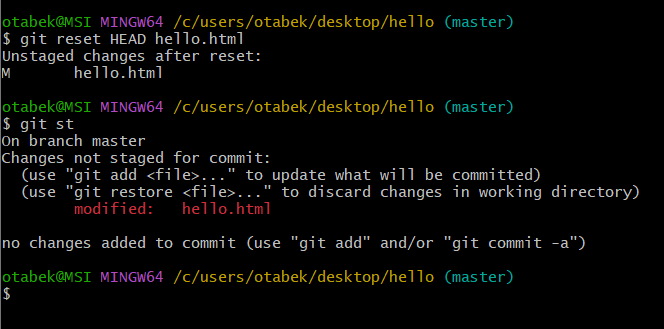 otabek@MSI MINGW64 /c/users/otabek/desktop/hello (master)
$ git reset HEAD hello.html
Unstaged changes after reset:
M       hello.html

otabek@MSI MINGW64 /c/users/otabek/desktop/hello (master)
$ git st
On branch master
Changes not staged for commit:
  (use "git add <file>..." to update what will be committed)
  (use "git restore <file>..." to discard changes in working directory)
        modified:   hello.html

no changes added to commit (use "git add" and/or "git commit -a")

otabek@MSI MINGW64 /c/users/otabek/desktop/hello (master)
$